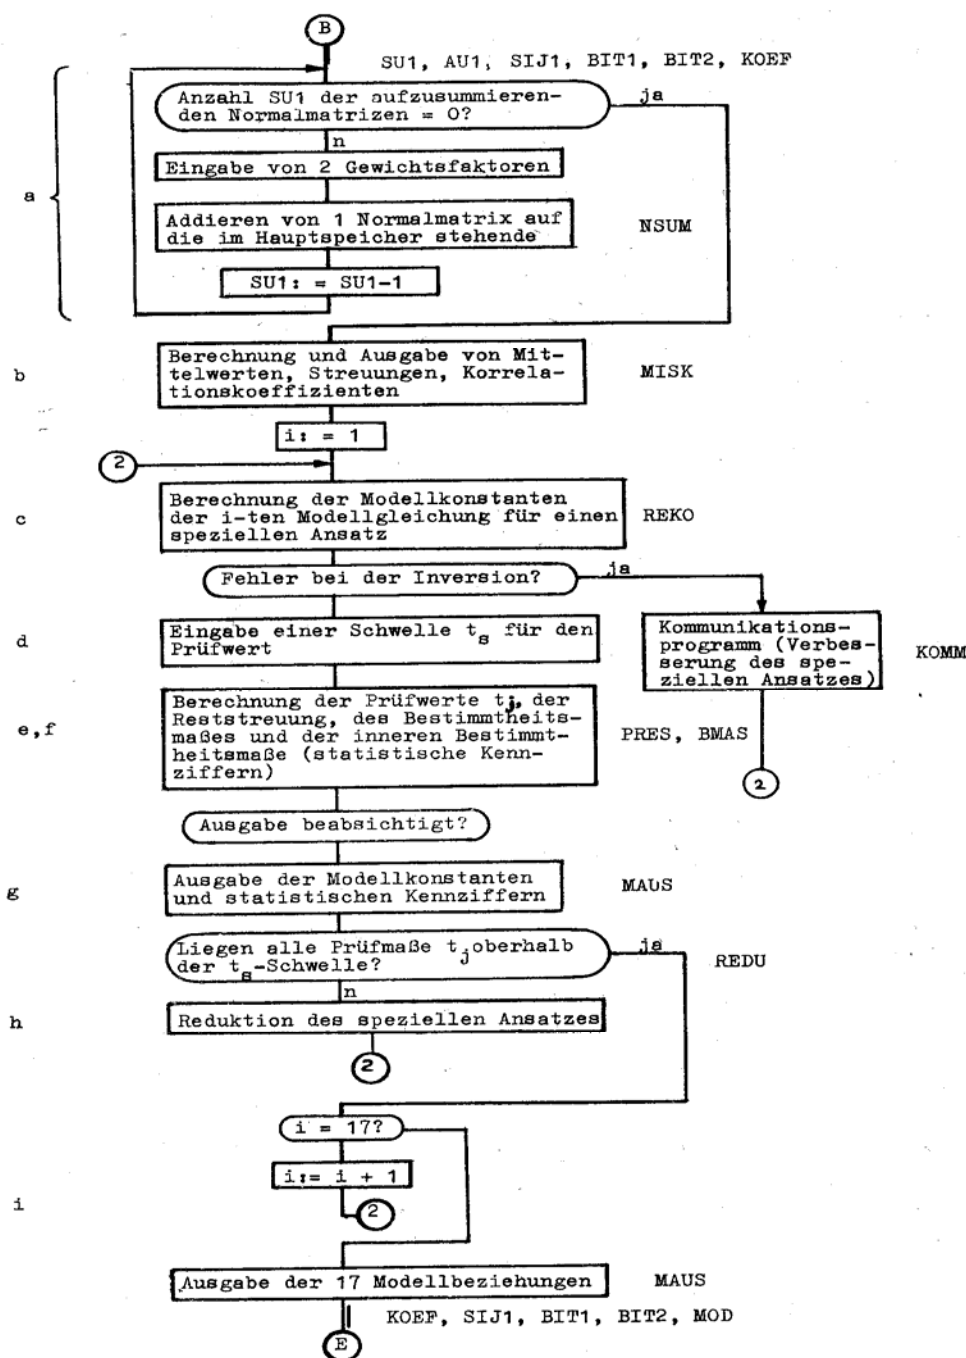 B
SU1, AU1, SIJ1, BIT1, BIT2, KOEF
Anzahl SU1 der aufzusummieren-
den Normalmatrizen = O?
ja
n
Eingabe von 2 Gewichtsfaktoren
a
Addieren von 1 Normalmatrix auf
die im Hauptspeicher stehende
NSUM
SU1: = SU1-1
b
Berechnung und Ausgabe von Mit-
telwerten, Streuungen, Korrela-
tionskoeffizienten
MISK
i: = 1
2
c
Berechnung der Modellkonstanten
der i-ten Modellgleichung für einen
speziellen Ansatz
REKO
Fehler bei der Inversion?
ja
d
Eingabe einer Schwelle ts für den
Prüfwert
Kommunikations-
programm (Verbes-
serung des spe-
ziellen Ansatzes)
KOMM
2
e,f
Berechnung der Prüfwerte tj, der
Reststreuung, des Bestimmtheits-
maßes und der inneren Bestimmt-
heitsmaße (statistische Kenn-
ziffern)
PRES, BMAS
Ausgabe beabsichtigt?
g
Ausgabe der Modellkonstanten
und statistischen Kennziffern
MAUS
Liegen alle Prüfmaße tj oberhalb
der ts-Schwelle?
ja
REDU
n
h
Reduktion des speziellen Ansatzes
2
i = 17?
i:= i + 1
i
2
Ausgabe der 17 Modellbeziehungen
MAUS
KOEF, SIJ1, BIT1, BIT2, MOD
E